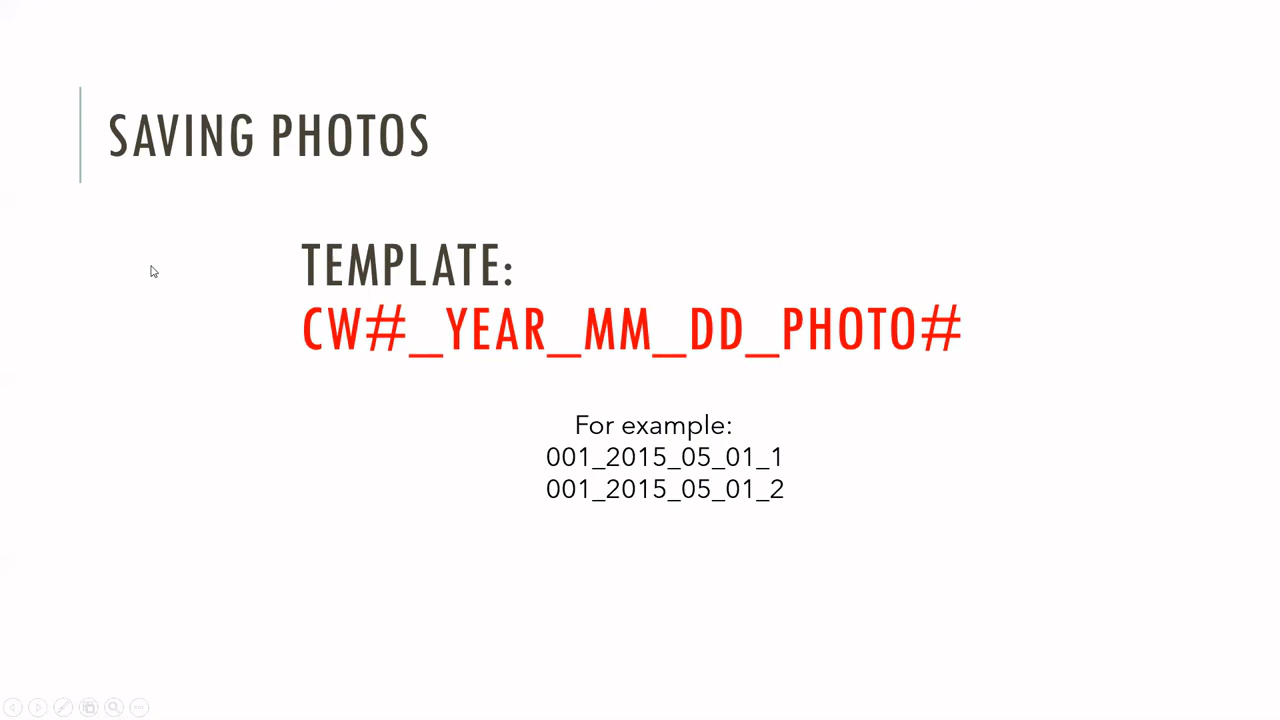 SAVING PHOTOS
TEMPLATE:
CW#_YEAR_MM_DD_PHOTO#
For example:
001_2015_05_01_1
001_2015_05_01_2